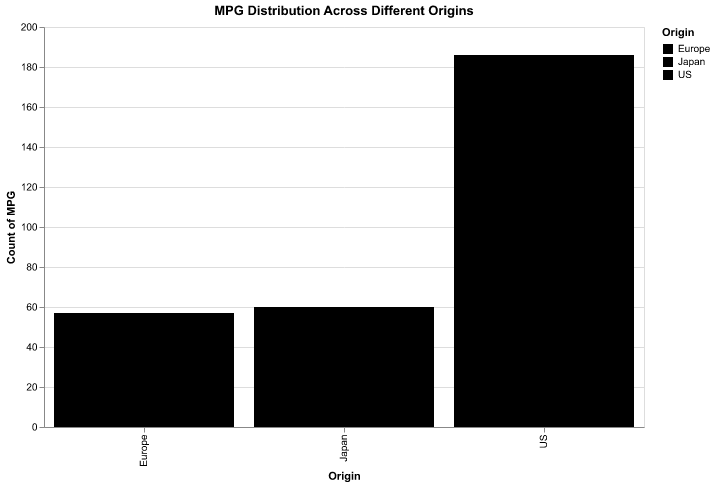 MPG Distribution Across Different Origins
200
180
160
140
120
100
80
60
40
20
0
Count of MPG
Europe
Japan
US
Origin
Origin
Europe
Japan
US